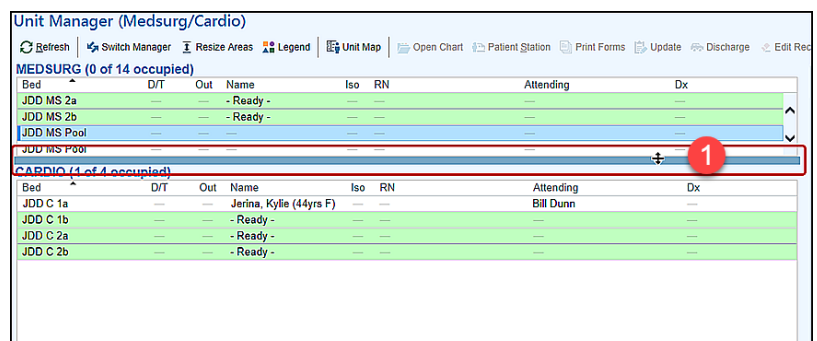 Unit Manager (Medsurg/Cardio)
Refresh Switch Manager Resize Areas Legend Unit Map Open Chart Patient Station Print Forms Update Discharge Edit Rec
MEDSURG (0 of 14 occupied)
Bed D/T Out Name Iso RN Attending Dx
JDD MS 2a — — - Ready - — — — —
JDD MS 2b — — - Ready - — — — —
JDD MS Pool — — — — — — —
JDD MS Pool — — — — — — —
1
CARDIO (1 of 4 occupied)
Bed D/T Out Name Iso RN Attending Dx
JDD C 1a — — Jerina, Kylie (44yrs F) — — Bill Dunn —
JDD C 1b — — - Ready - — — — —
JDD C 2a — — - Ready - — — — —
JDD C 2b — — - Ready - — — — —